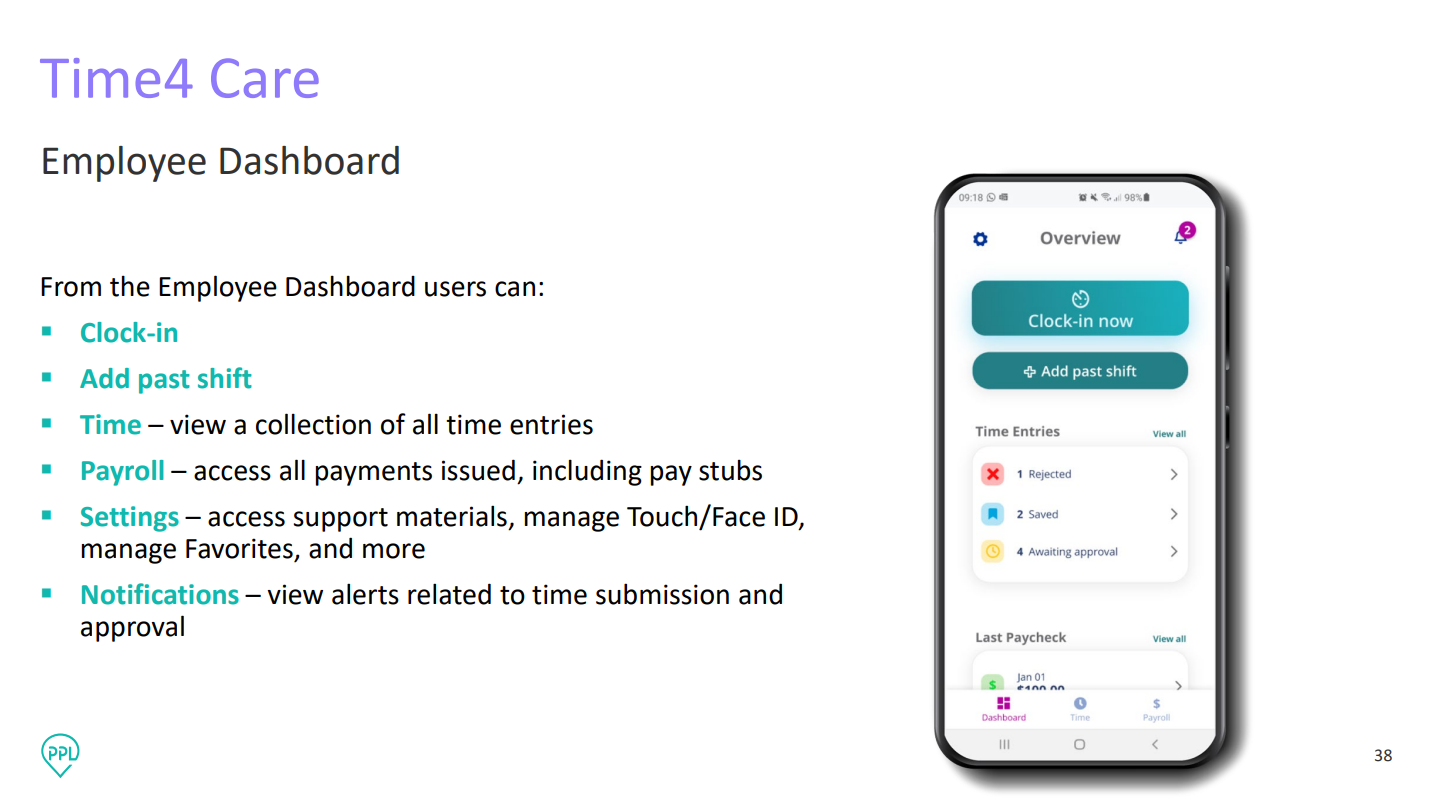 Time4 Care
Employee Dashboard
From the Employee Dashboard users can:
▪ Clock-in
▪ Add past shift
▪ Time – view a collection of all time entries
▪ Payroll – access all payments issued, including pay stubs
▪ Settings – access support materials, manage Touch/Face ID,
manage Favorites, and more
▪ Notifications – view alerts related to time submission and
approval
09:18 98%
Overview 2
Clock-in now
Add past shift
Time Entries View all
1 Rejected
2 Saved
4 Awaiting approval
Last Paycheck View all
Jan 01
$ $100.00
$
Dashboard Time Payroll
PPL
38